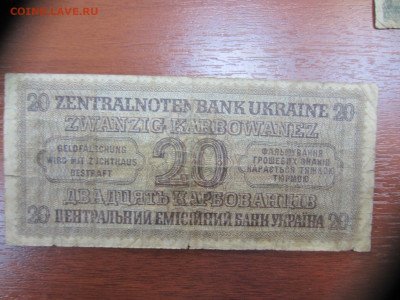 COINS.LAVE.RU
20 ZENTRALNOTENBANK UKRAINE 20
ZWANZIG KARBOWANEZ
GELDFÄLSCHUNG
WIRD MIT ZUCHTHAUS
BESTRAFT
20
ФАЛЬШУВАННЯ
ГРОШЕВИХ ЗНАКІВ
КАРАЄТЬСЯ ТЯЖКОЮ
ТЮРМОЮ
ДВАДЦЯТЬ КАРБОВАНЦІВ
20 ЦЕНТРАЛЬНИЙ ЕМІСІЙНИЙ БАНК УКРАЇНА 20